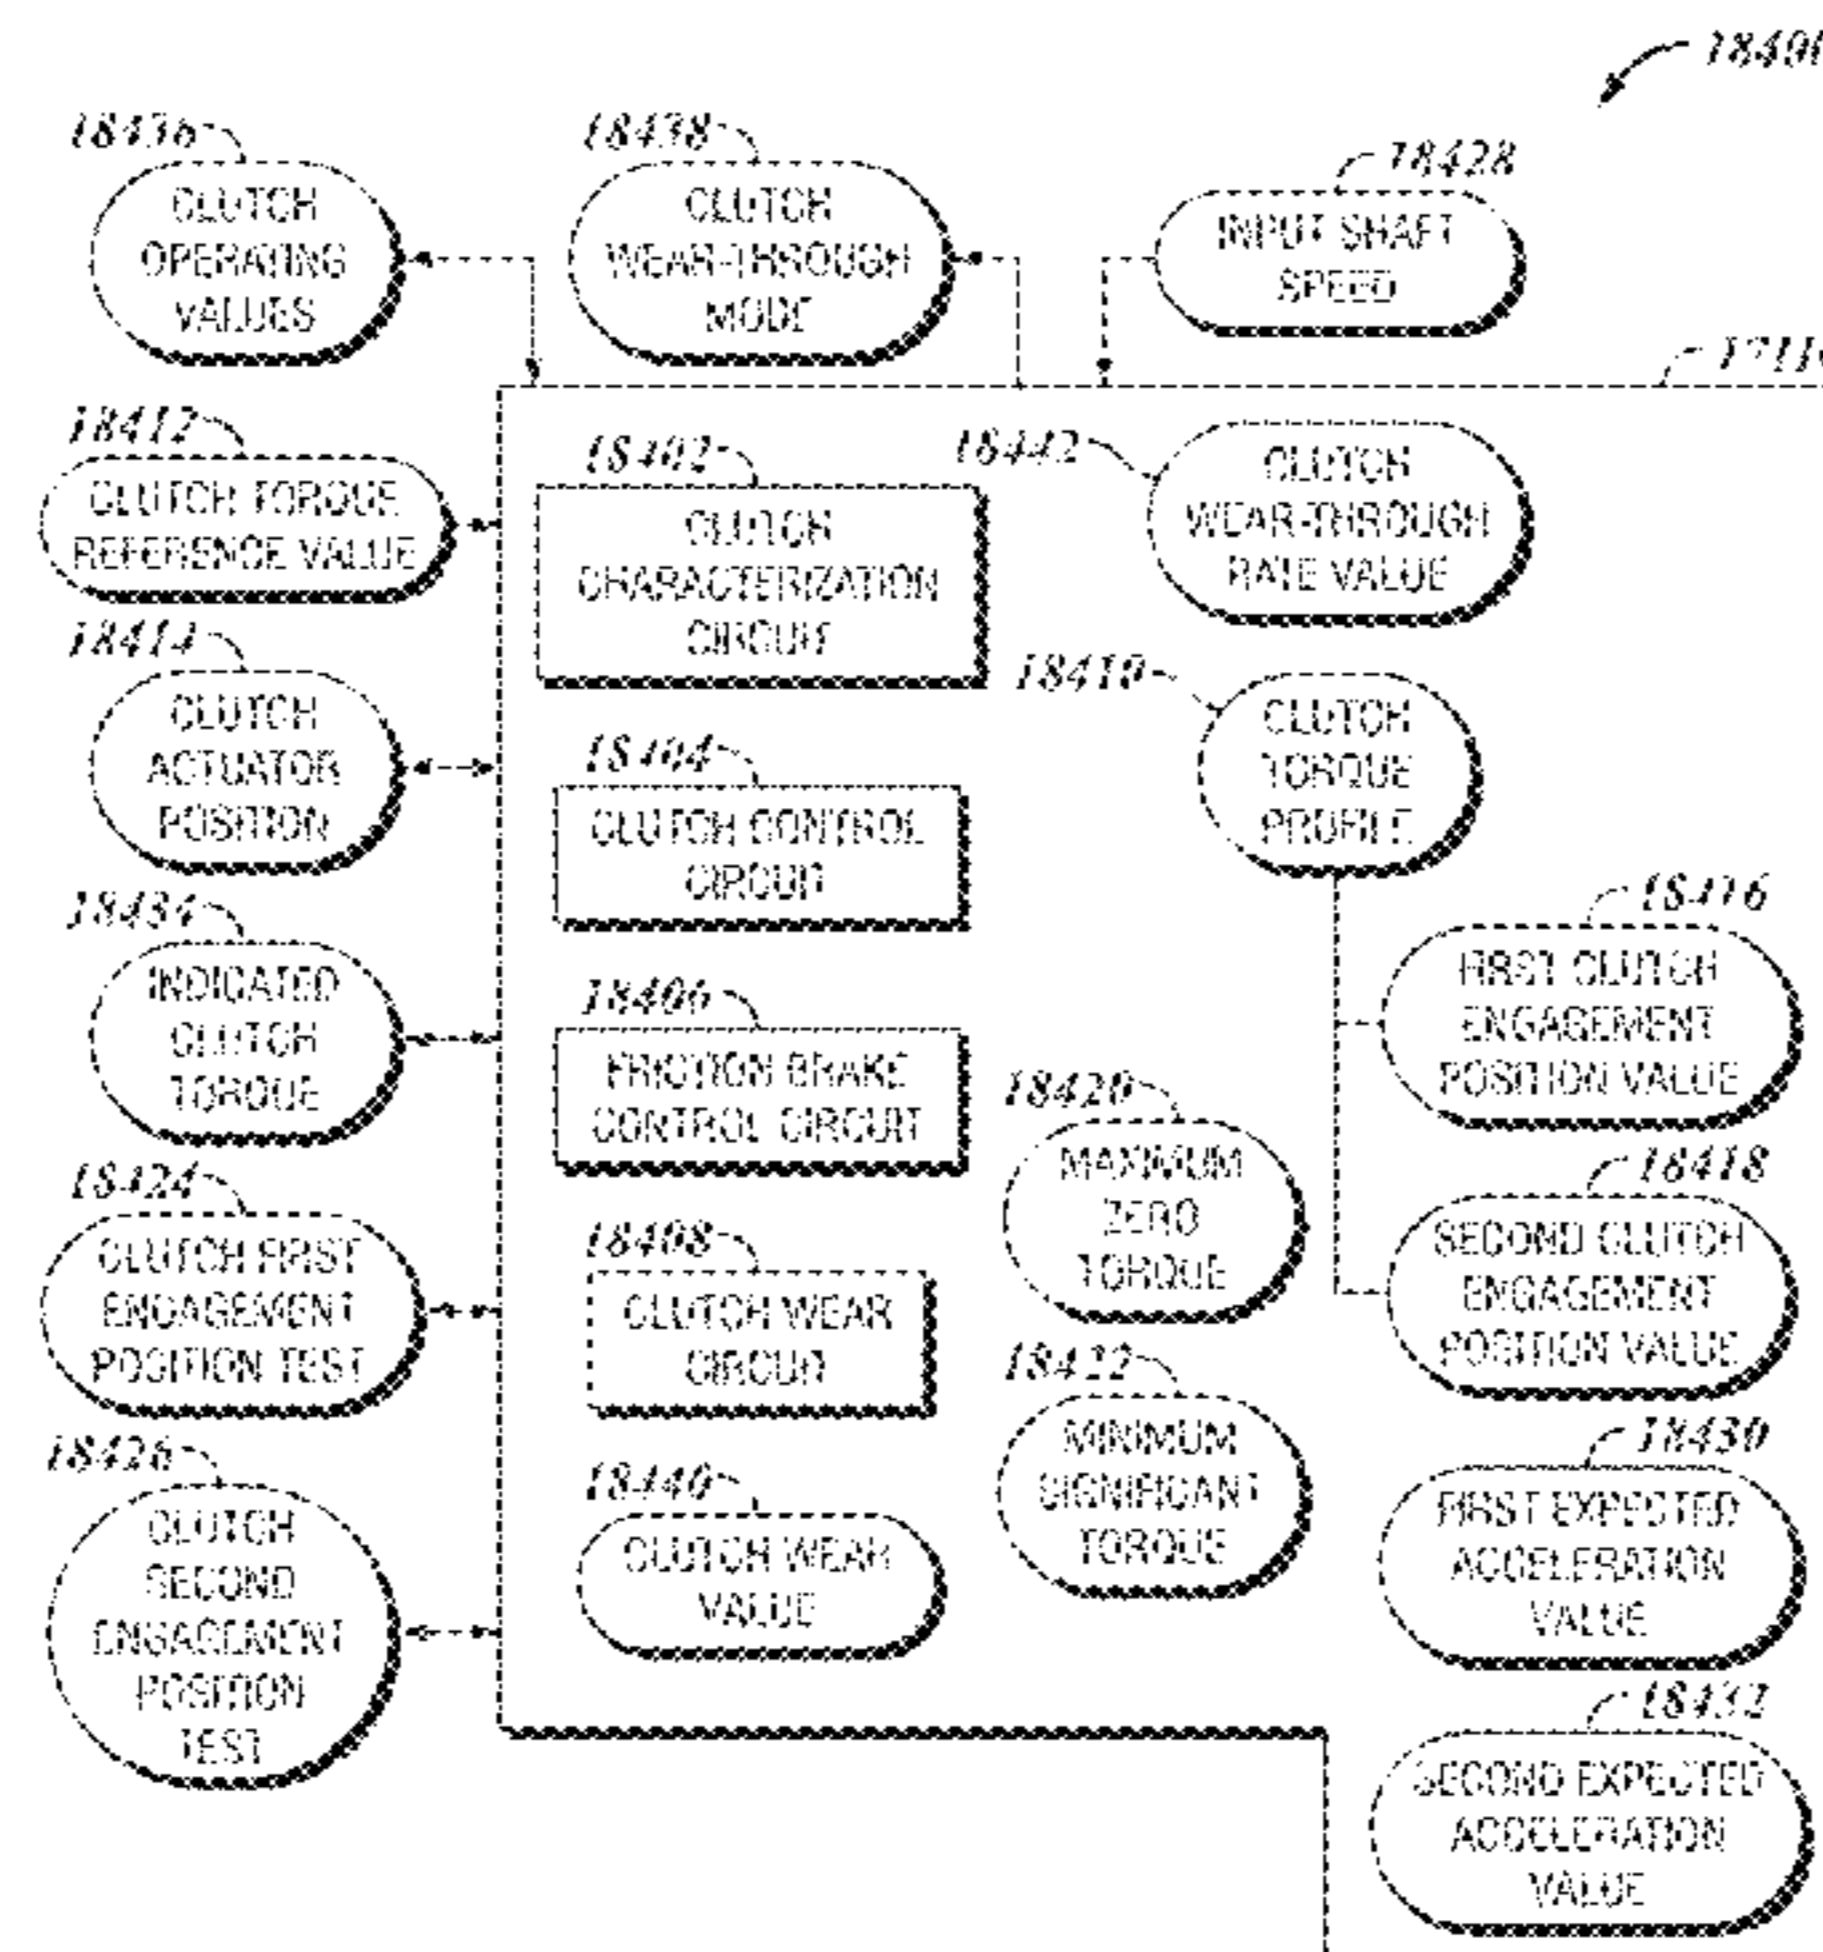 18436
CLUTCH
OPERATING
VALUES
18438
CLUTCH
WEAR-THROUGH
MODE
18428
INPUT SHAFT
SPEED
18412
CLUTCH TORQUE
REFERENCE VALUE
18402
CLUTCH
CHARACTERIZATION
CIRCUIT
18442
CLUTCH
WEAR-THROUGH
RATE VALUE
18414
CLUTCH
ACTUATOR
POSITION
18410
CLUTCH
TORQUE
PROFILE
18404
CLUTCH CONTROL
CIRCUIT
18434
INDICATED
CLUTCH
TORQUE
18416
FIRST CLUTCH
ENGAGEMENT
POSITION VALUE
18406
FRICTION BRAKE
CONTROL CIRCUIT
18420
MAXIMUM
ZERO
TORQUE
18424
CLUTCH FIRST
ENGAGEMENT
POSITION TEST
18418
SECOND CLUTCH
ENGAGEMENT
POSITION VALUE
18408
CLUTCH WEAR
CIRCUIT
18422
MINIMUM
SIGNIFICANT
TORQUE
18426
CLUTCH
SECOND
ENGAGEMENT
POSITION
TEST
18440
CLUTCH WEAR
VALUE
18430
FIRST EXPECTED
ACCELERATION
VALUE
18432
SECOND EXPECTED
ACCELERATION
VALUE